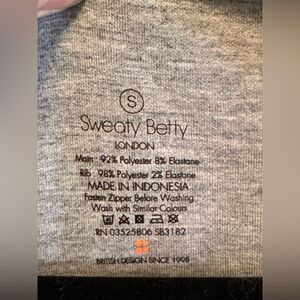 S
Sweaty Betty
LONDON
Main : 92% Polyester 8% Elastane
Rib : 98% Polyester 2% Elastane
MADE IN INDONESIA
Fasten Zipper Before Washing
Wash with Similar Colours
RN 03525806 SB3182
BRITISH DESIGN SINCE 1998